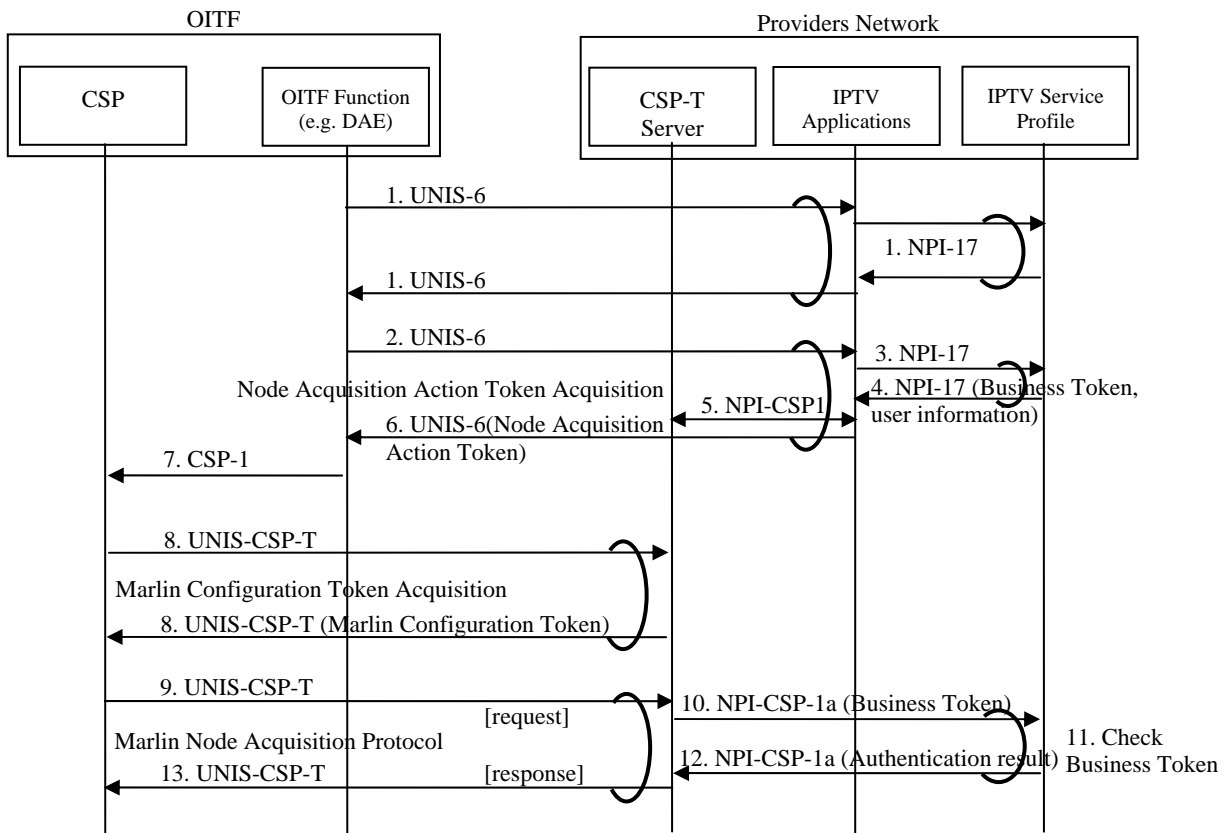 OITF
Providers Network
CSP
OITF Function
(e.g. DAE)
CSP-T
Server
IPTV
Applications
IPTV Service
Profile
1. UNIS-6
1. NPI-17
1. UNIS-6
2. UNIS-6
3. NPI-17
Node Acquisition Action Token Acquisition
4. NPI-17 (Business Token,
user information)
5. NPI-CSP1
6. UNIS-6(Node Acquisition
Action Token)
7. CSP-1
8. UNIS-CSP-T
Marlin Configuration Token Acquisition
8. UNIS-CSP-T (Marlin Configuration Token)
9. UNIS-CSP-T
[request]
10. NPI-CSP-1a (Business Token)
Marlin Node Acquisition Protocol
11. Check
Business Token
12. NPI-CSP-1a (Authentication result)
13. UNIS-CSP-T
[response]